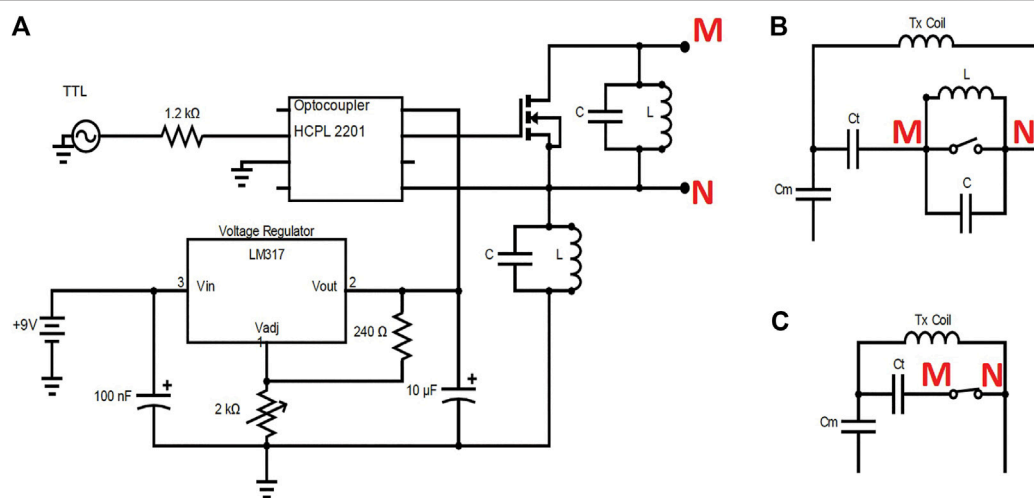 A
M
B
Tx Coil
TTL
1.2 kΩ
Optocoupler
HCPL 2201
C
L
L
Ct
M
N
Cm
C
N
Voltage Regulator
LM317
C
L
3
Vin
Vout
2
+9V
Vadj
1
240 Ω
C
Tx Coil
Ct
M
N
100 nF
+
2 kΩ
10 µF
+
Cm